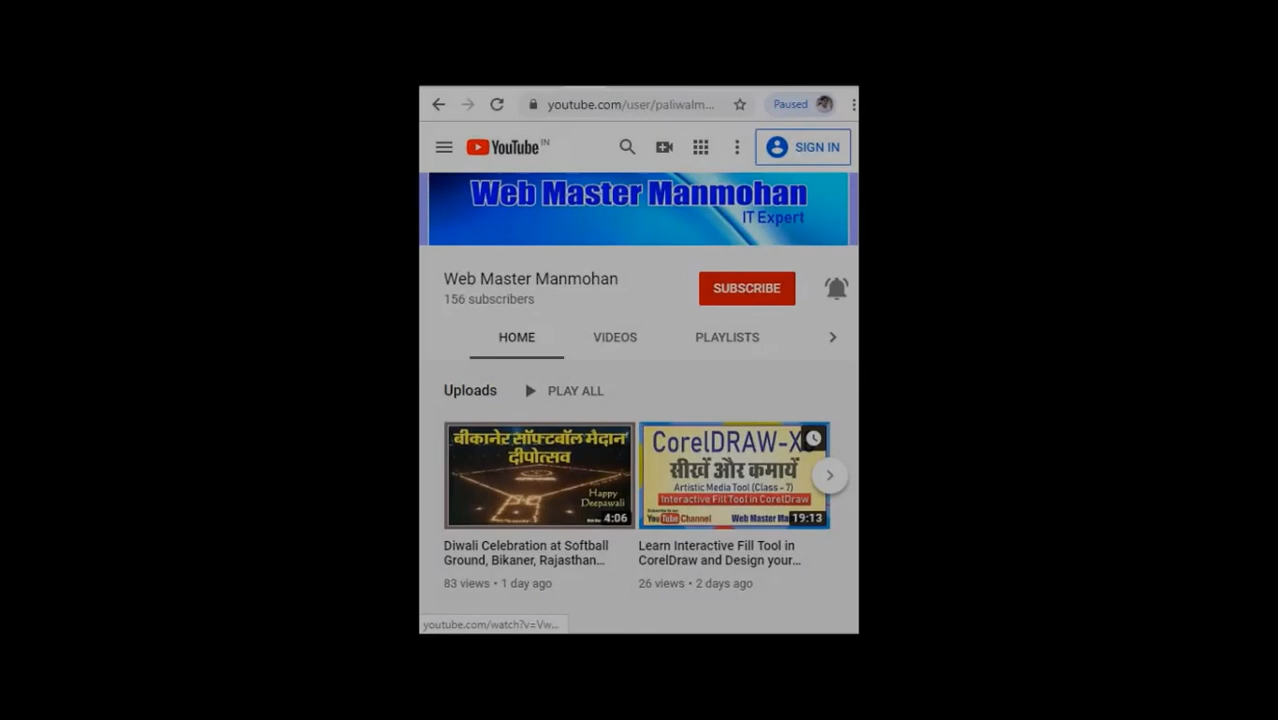 youtube.com/user/paliwalm...
Paused
YouTube IN
SIGN IN
Web Master Manmohan
IT Expert
Web Master Manmohan
156 subscribers
SUBSCRIBE
HOME VIDEOS PLAYLISTS
Uploads PLAY ALL
बीकानेर सॉफ्टबॉल मैदान
दीपोत्सव
Happy
Deepawali
4:06
CorelDRAW-X
सीखें और कमायें
Artistic Media Tool (Class - 7)
Interactive Fill Tool in CorelDraw
YouTube Channel Web Master Ma
19:13
Diwali Celebration at Softball
Ground, Bikaner, Rajasthan...
83 views • 1 day ago
Learn Interactive Fill Tool in
CorelDraw and Design your...
26 views • 2 days ago
youtube.com/watch?v=Vw...